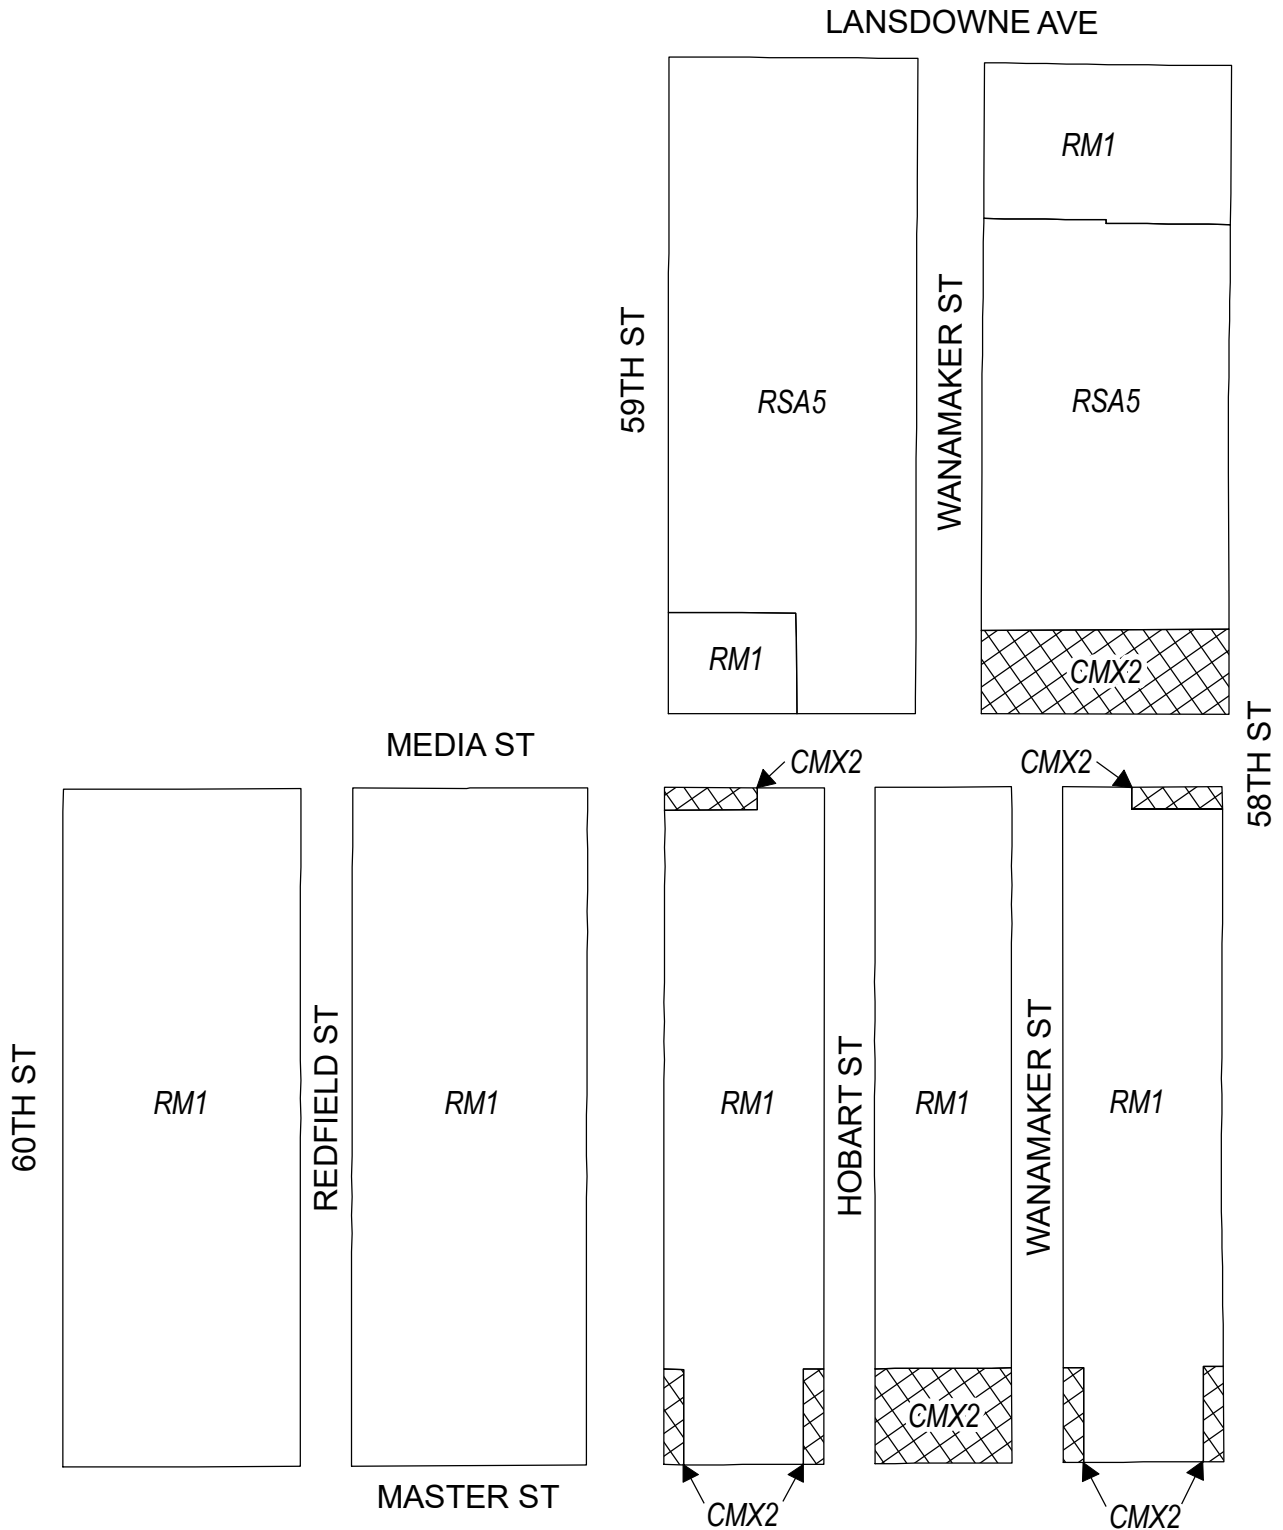 LANSDOWNE AVE
RM1
59TH ST
WANAMAKER ST
RSA5
RSA5
RM1
CMX2
58TH ST
MEDIA ST
CMX2
CMX2
60TH ST
REDFIELD ST
HOBART ST
WANAMAKER ST
RM1
RM1
RM1
RM1
RM1
CMX2
MASTER ST
CMX2
CMX2